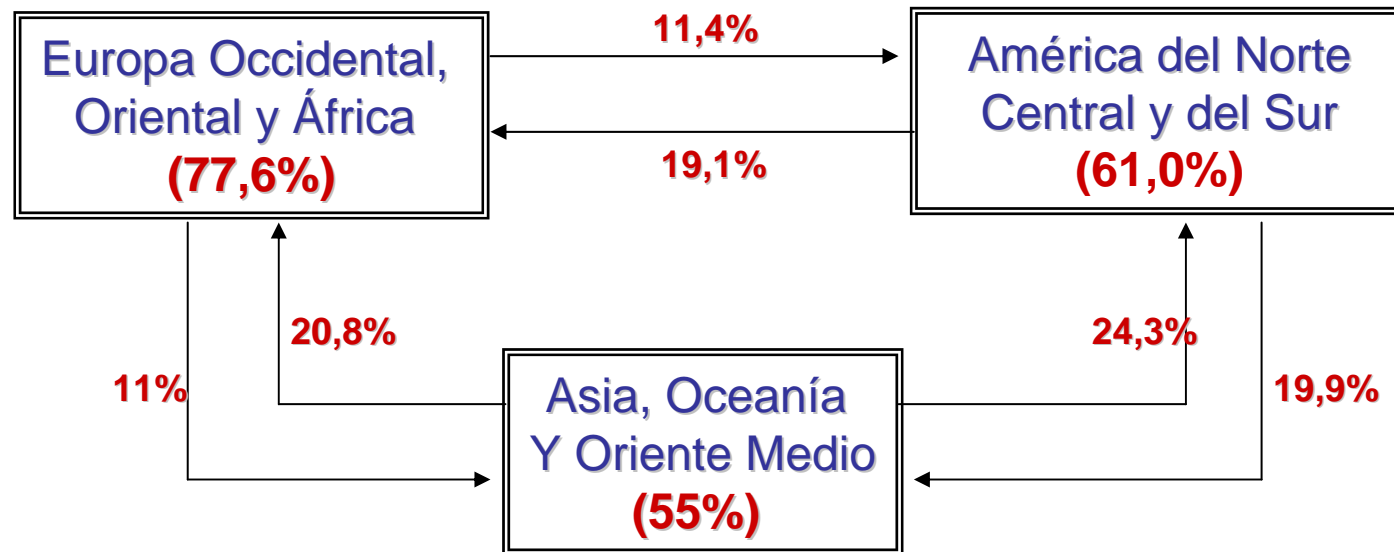 11,4%
Europa Occidental,
Oriental y África
(77,6%)
América del Norte
Central y del Sur
(61,0%)
19,1%
20,8%
24,3%
11%
19,9%
Asia, Oceanía
Y Oriente Medio
(55%)